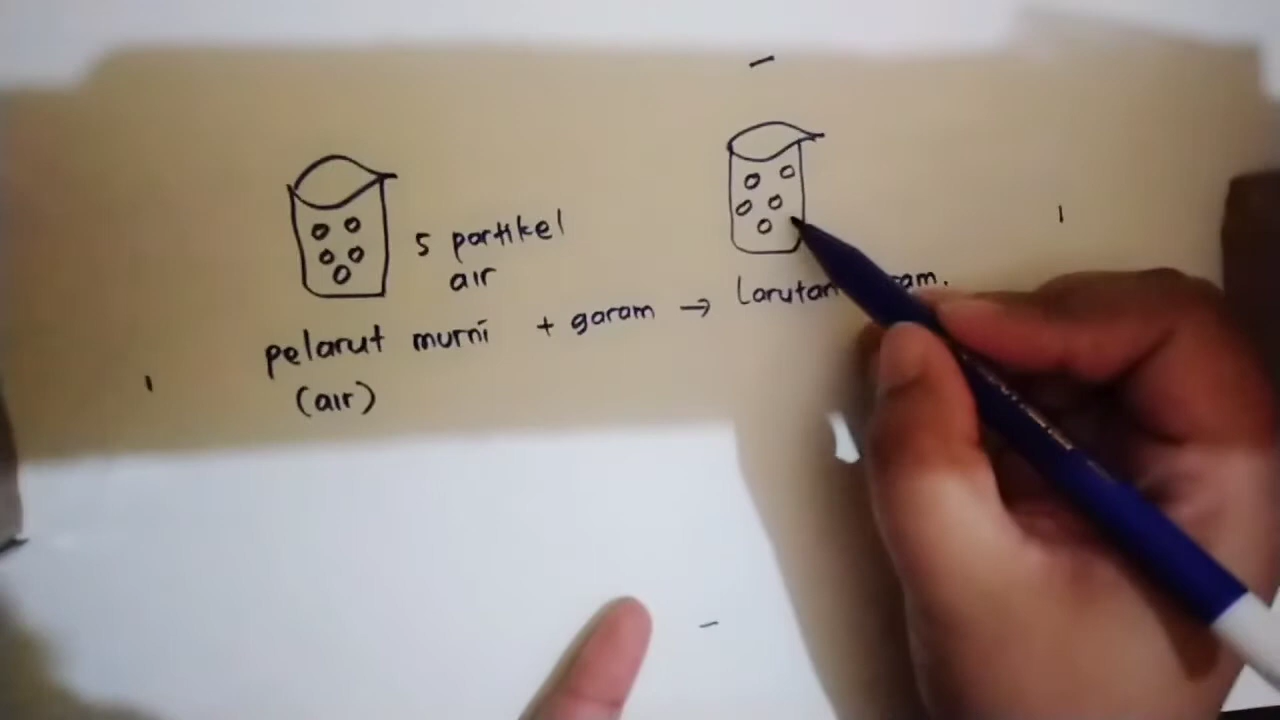 5 partikel
air
pelarut murni + garam →
(air)
Larutan